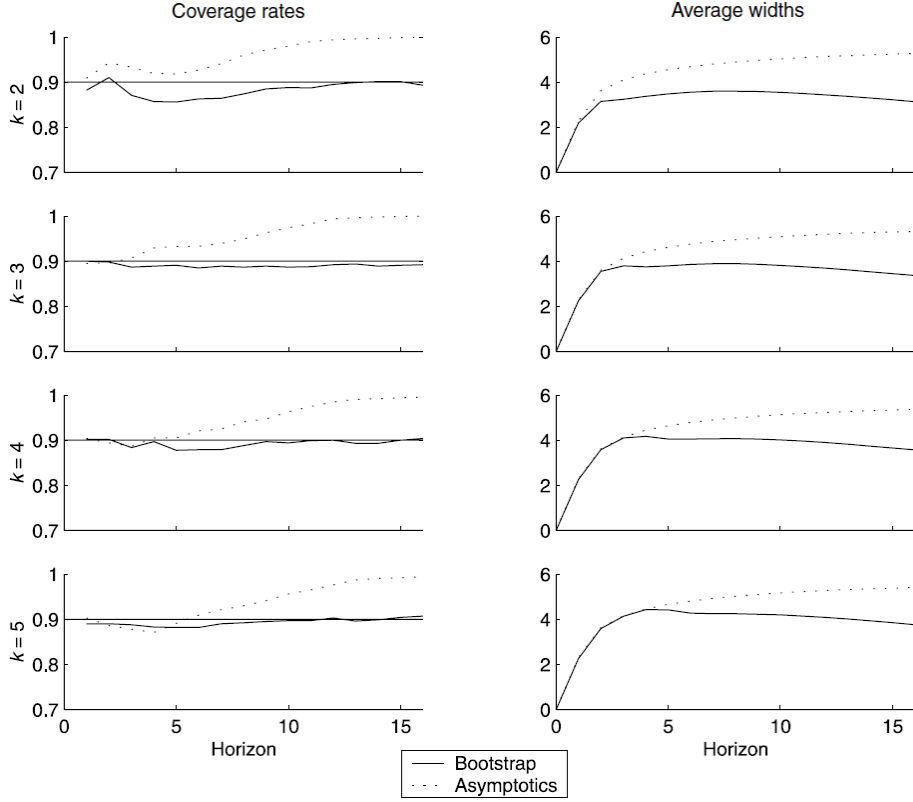 Coverage rates
Average widths
1
0.9
0.8
0.7
k = 2
6
4
2
0
1
0.9
0.8
0.7
k = 3
6
4
2
0
1
0.9
0.8
0.7
k = 4
6
4
2
0
1
0.9
0.8
0.7
k = 5
0 5 10 15
Horizon
6
4
2
0
0 5 10 15
Horizon
Bootstrap
Asymptotics